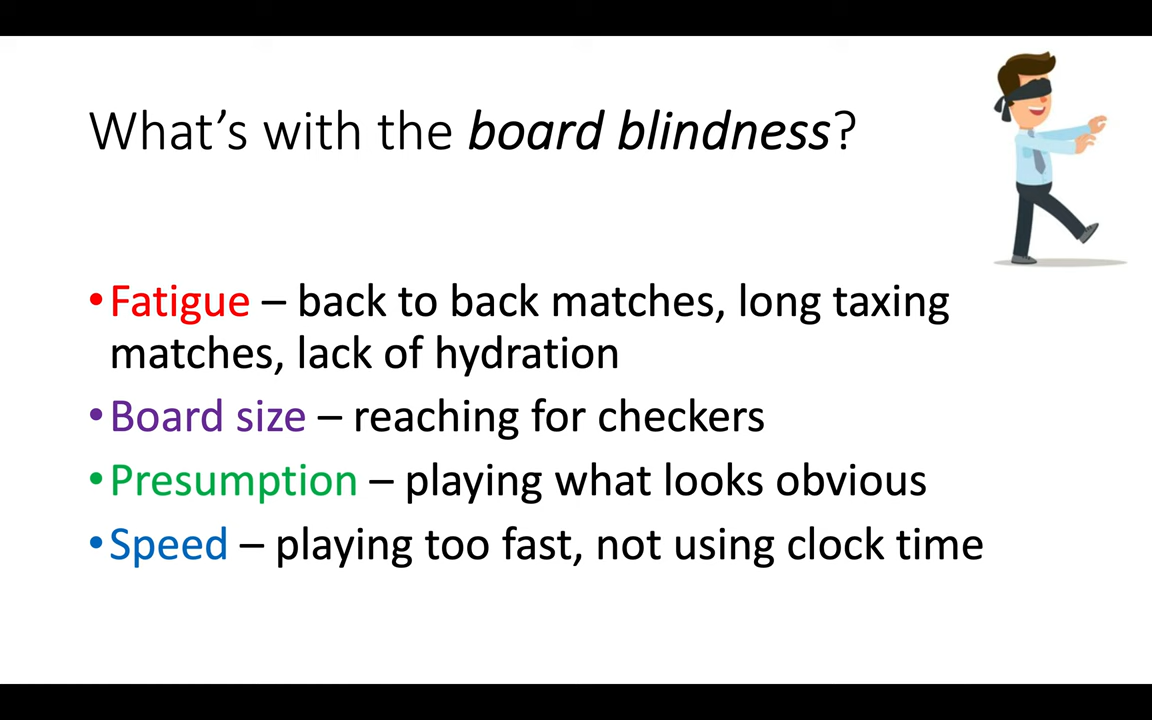 What’s with the board blindness?
•Fatigue – back to back matches, long taxing
matches, lack of hydration
•Board size – reaching for checkers
•Presumption – playing what looks obvious
•Speed – playing too fast, not using clock time